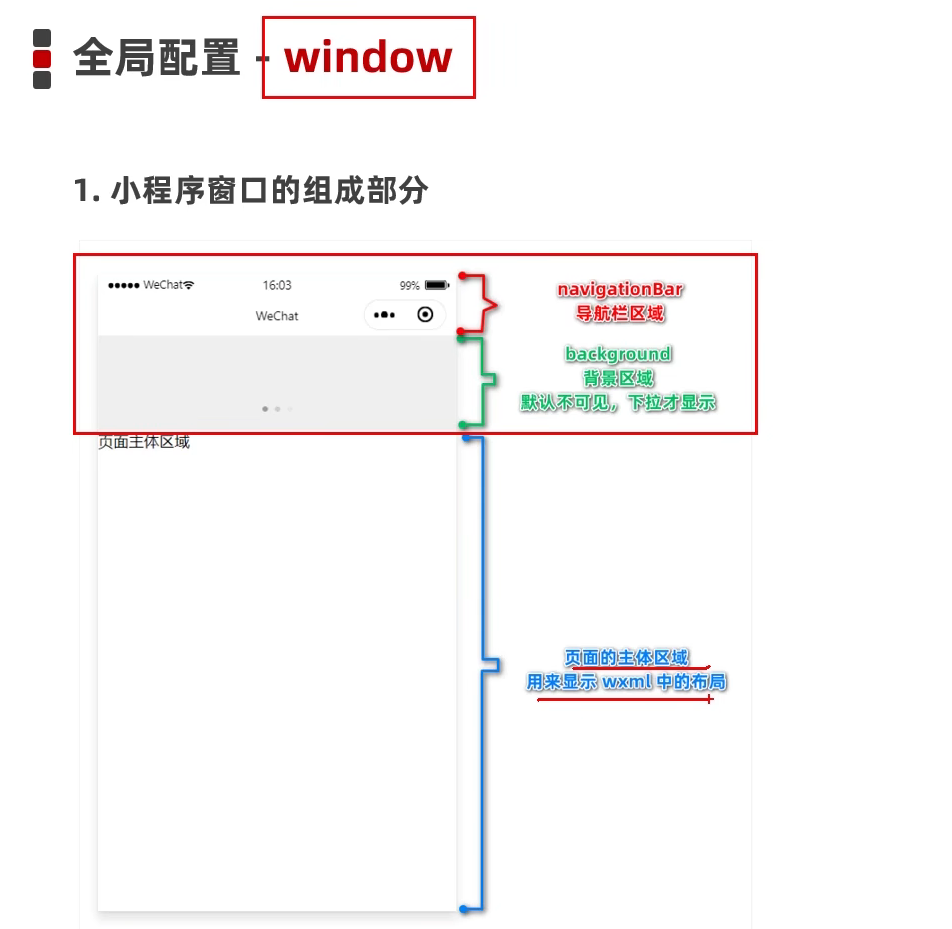 全局配置 - window
1. 小程序窗口的组成部分
WeChat 16:03 99%
WeChat
navigationBar
导航栏区域
background
背景区域
默认不可见，下拉才显示
页面主体区域
页面的主体区域
用来显示 wxml 中的布局